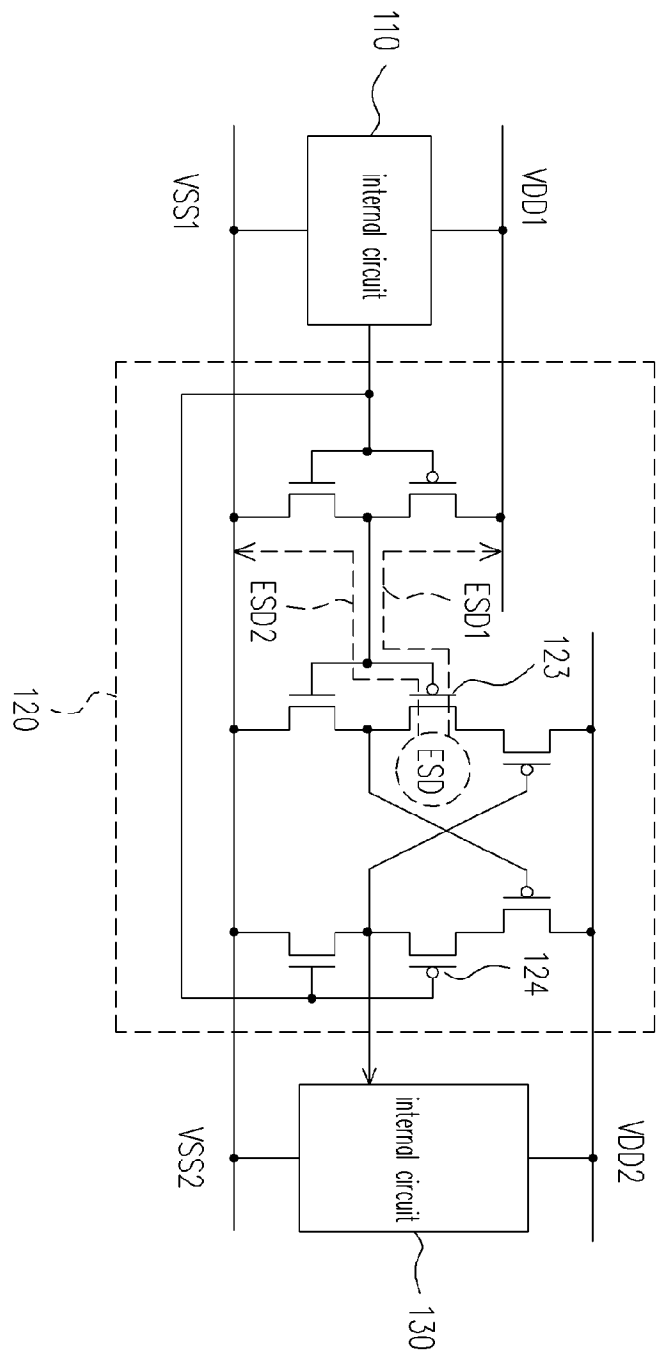 110
VDD1
internal circuit
VSS1
ESD1
ESD2
123
ESD
120
124
VDD2
internal circuit
VSS2
130